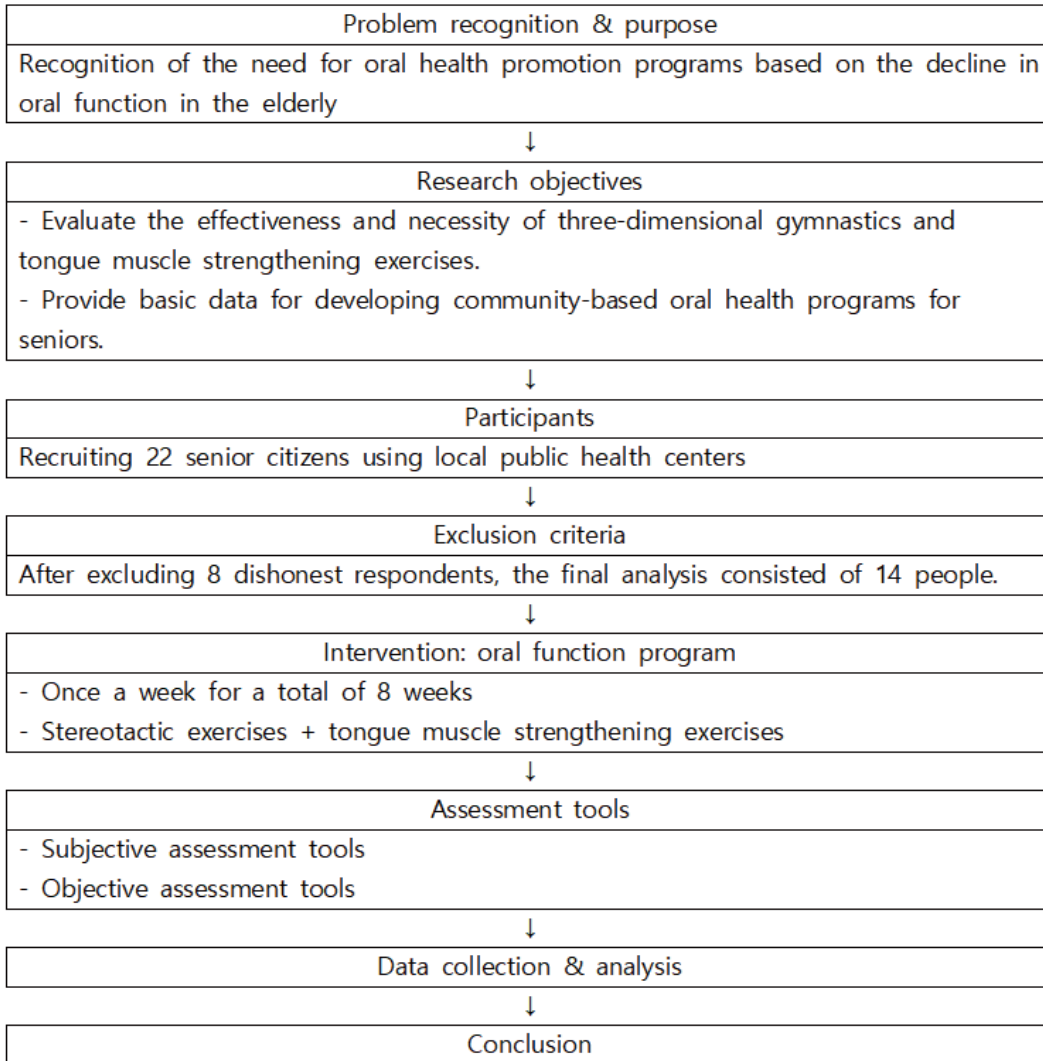 Problem recognition & purpose
Recognition of the need for oral health promotion programs based on the decline in
oral function in the elderly
↓
Research objectives
- Evaluate the effectiveness and necessity of three-dimensional gymnastics and
tongue muscle strengthening exercises.
- Provide basic data for developing community-based oral health programs for
seniors.
↓
Participants
Recruiting 22 senior citizens using local public health centers
↓
Exclusion criteria
After excluding 8 dishonest respondents, the final analysis consisted of 14 people.
↓
Intervention: oral function program
- Once a week for a total of 8 weeks
- Stereotactic exercises + tongue muscle strengthening exercises
↓
Assessment tools
- Subjective assessment tools
- Objective assessment tools
↓
Data collection & analysis
↓
Conclusion